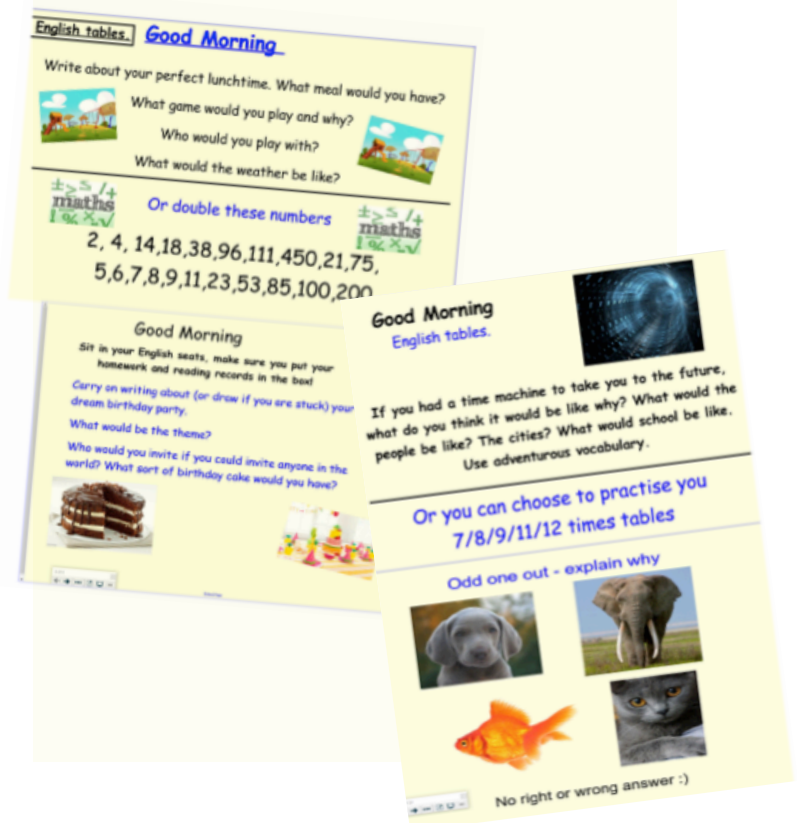 English tables. Good Morning
Write about your perfect lunchtime. What meal would you have?
What game would you play and why?
Who would you play with?
What would the weather be like?
maths
Or double these numbers
maths
2, 4, 14,18,38,96,111,450,21,75,
5,6,7,8,9,11,23,53,85,100,200
Good Morning
Sit in your English seats, make sure you put your
homework and reading records in the box!
Carry on writing about (or draw if you are stuck) your
dream birthday party.
What would be the theme?
Who would you invite if you could invite anyone in the
world? What sort of birthday cake would you have?
Good Morning
English tables.
If you had a time machine to take you to the future,
what do you think it would be like why? What would the
people be like? The cities? What would school be like.
Use adventurous vocabulary.
Or you can choose to practise you
7/8/9/11/12 times tables
Odd one out - explain why
No right or wrong answer :)